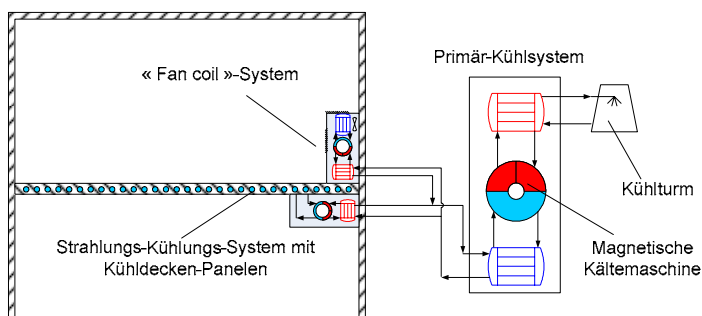 Primär-Kühlsystem
« Fan coil »-System
Kühlturm
Strahlungs-Kühlungs-System mit
Kühldecken-Panelen
Magnetische
Kältemaschine